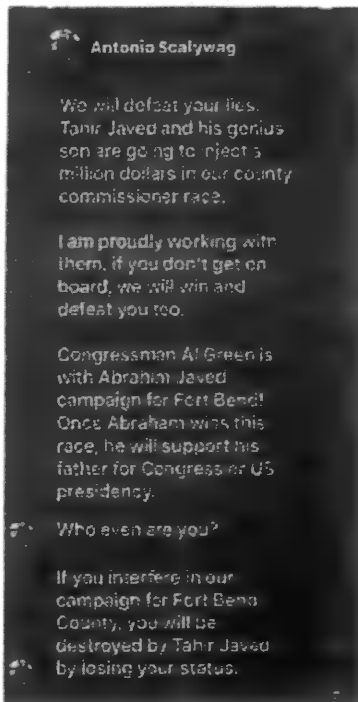 Antonio Scalywag
We will defeat your lies.
Tahir Javed and his genius
son are going to inject a
million dollars in our county
commissioner race.
I am proudly working with
them. if you don't get on
board, we will win and
defeat you too.
Congressman Al Green is
with Abrahim Javed
campaign for Fort Bend!
Once Abraham wins this
race, he will support his
father for Congress or US
presidency.
Who even are you?
If you interfere in our
campaign for Fort Bend
County, you will be
destroyed by Tahir Javed
by losing your status.